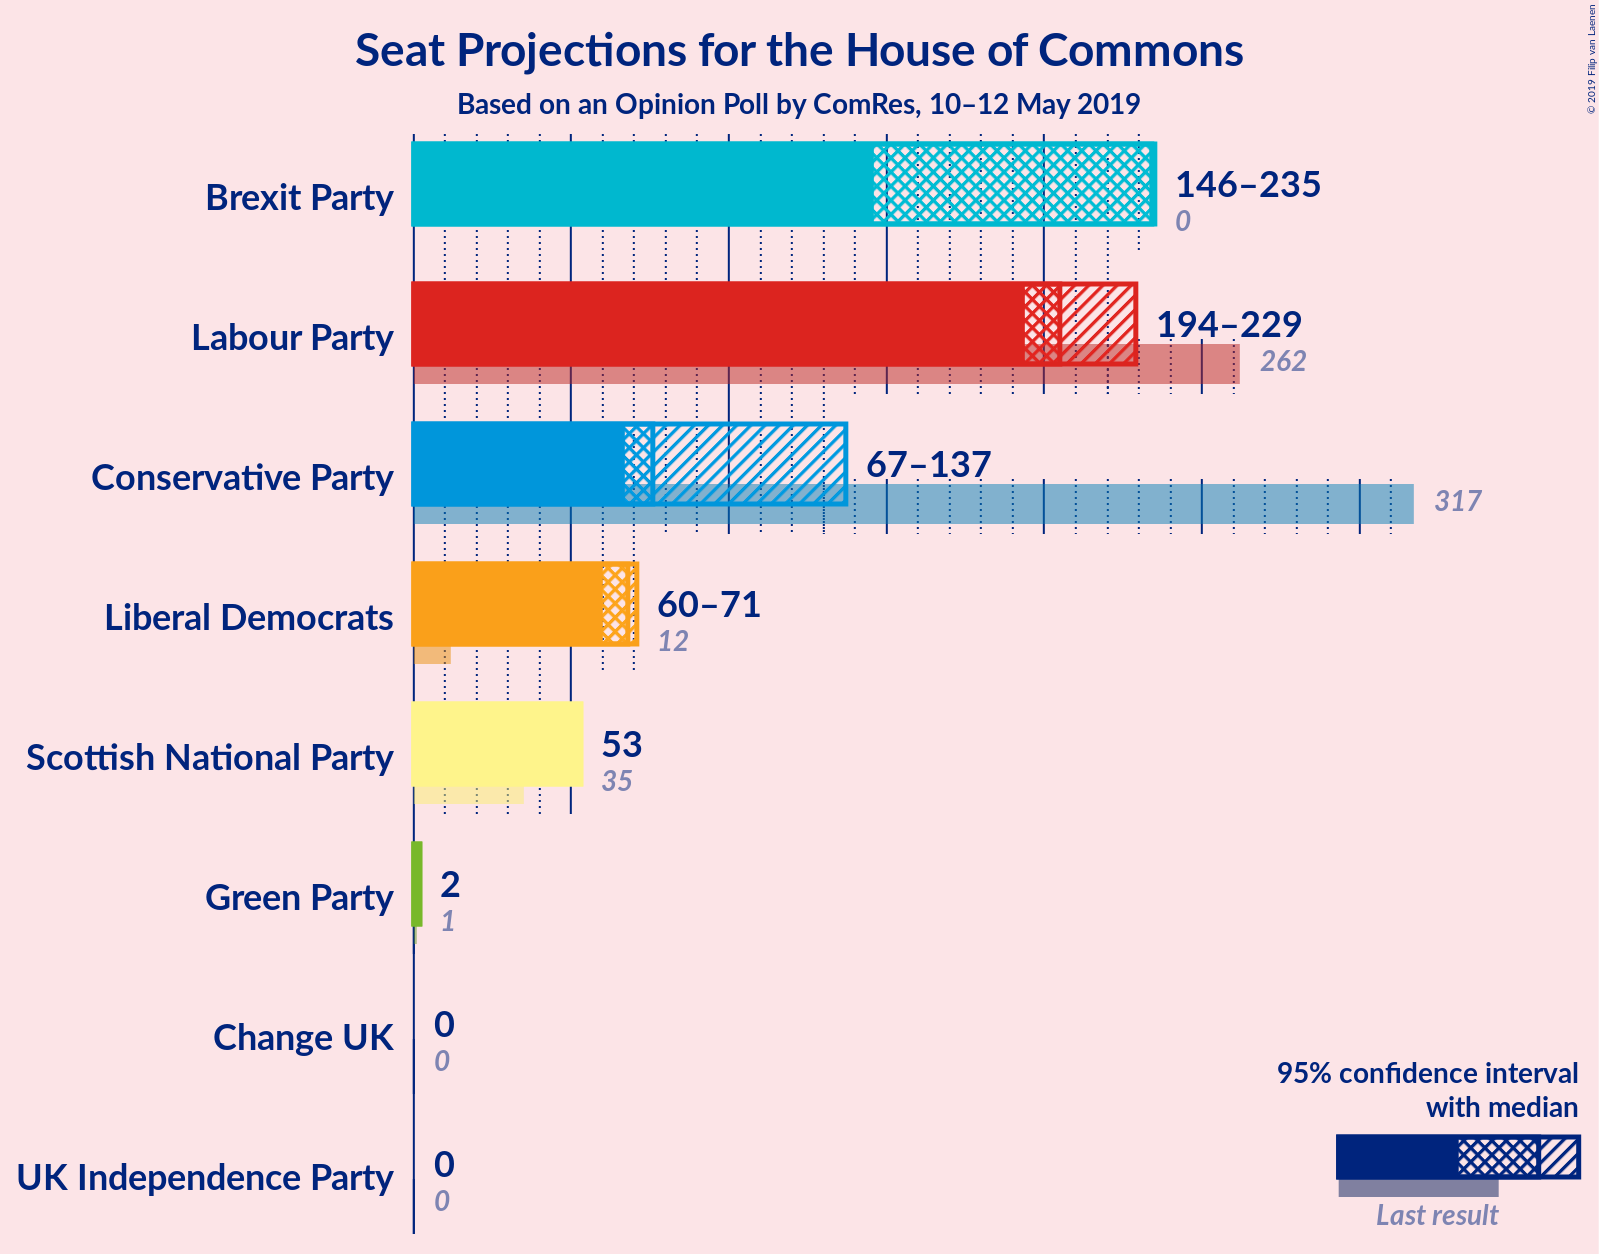 Seat Projections for the House of Commons
Based on an Opinion Poll by ComRes, 10–12 May 2019
© 2019 Filip van Laenen
Brexit Party
146–235
0
Labour Party
194–229
262
Conservative Party
67–137
317
Liberal Democrats
60–71
12
Scottish National Party
53
35
Green Party
2
1
Change UK
0
0
UK Independence Party
0
0
95% confidence interval
with median
Last result